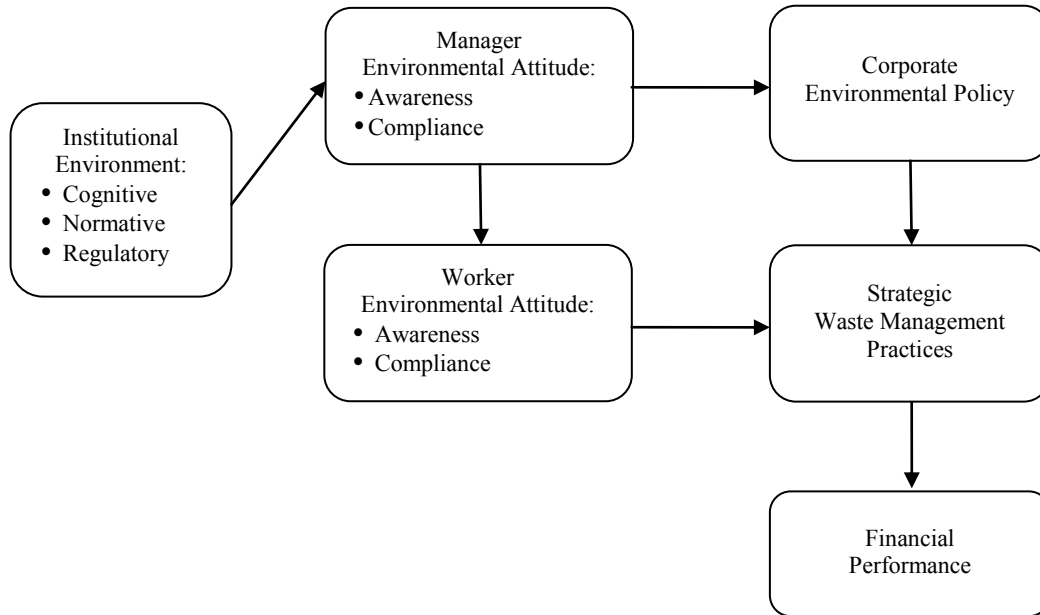 Institutional
Environment:
• Cognitive
• Normative
• Regulatory
Manager
Environmental Attitude:
• Awareness
• Compliance
Corporate
Environmental Policy
Worker
Environmental Attitude:
• Awareness
• Compliance
Strategic
Waste Management
Practices
Financial
Performance